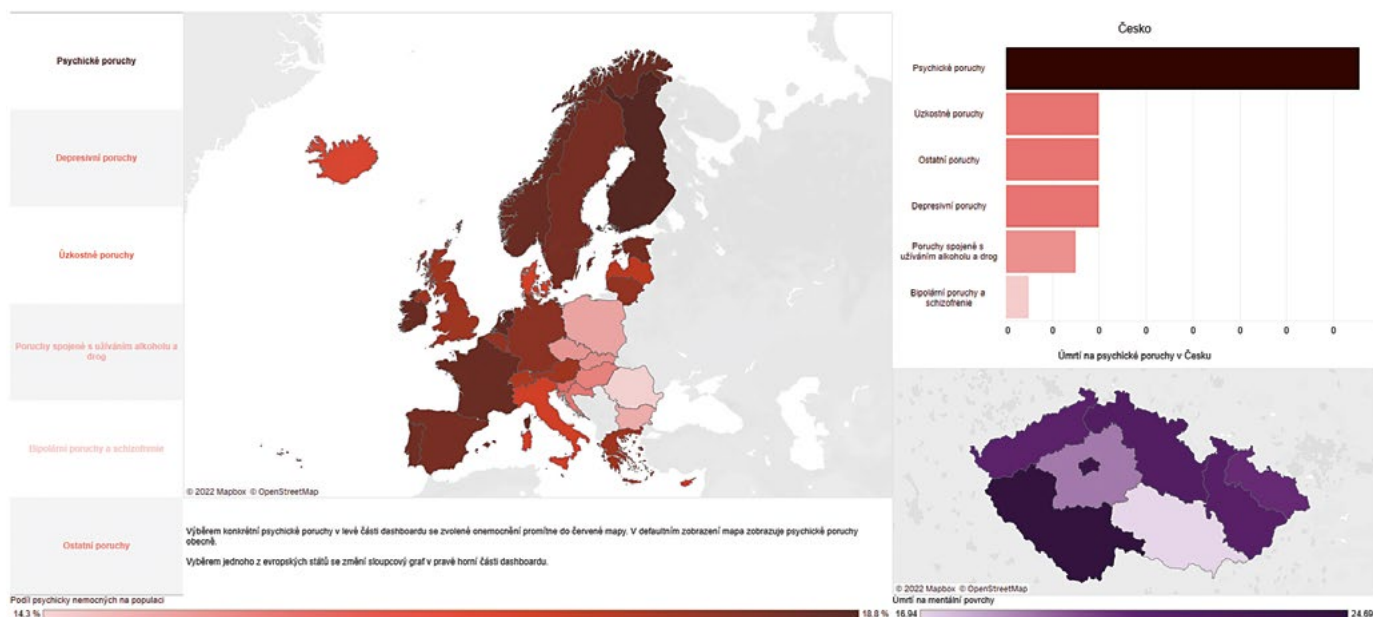 Psychické poruchy
Depresivní poruchy
Úzkostné poruchy
Poruchy spojené s užíváním alkoholu a
drog
Bipolární poruchy a schizofrenie
Ostatní poruchy
© 2022 Mapbox © OpenStreetMap
Výběrem konkrétní psychické poruchy v levé části dashboardu se zvolené onemocnění promítne do červené mapy. V defaultním zobrazení mapa zobrazuje psychické poruchy
obecně.
Výběrem jednoho z evropských států se změní sloupcový graf v pravé horní části dashboardu.
Podíl psychicky nemocných na populaci
14.3 % 18.8 %
Česko
Psychické poruchy
Úzkostné poruchy
Ostatní poruchy
Depresivní poruchy
Poruchy spojené s
užíváním alkoholu a drog
Bipolární poruchy a
schizofrenie
0 0 0 0 0 0 0 0
Úmrtí na psychické poruchy v Česku
© 2022 Mapbox © OpenStreetMap
Úmrtí na mentální povrchy
16.94 24.69